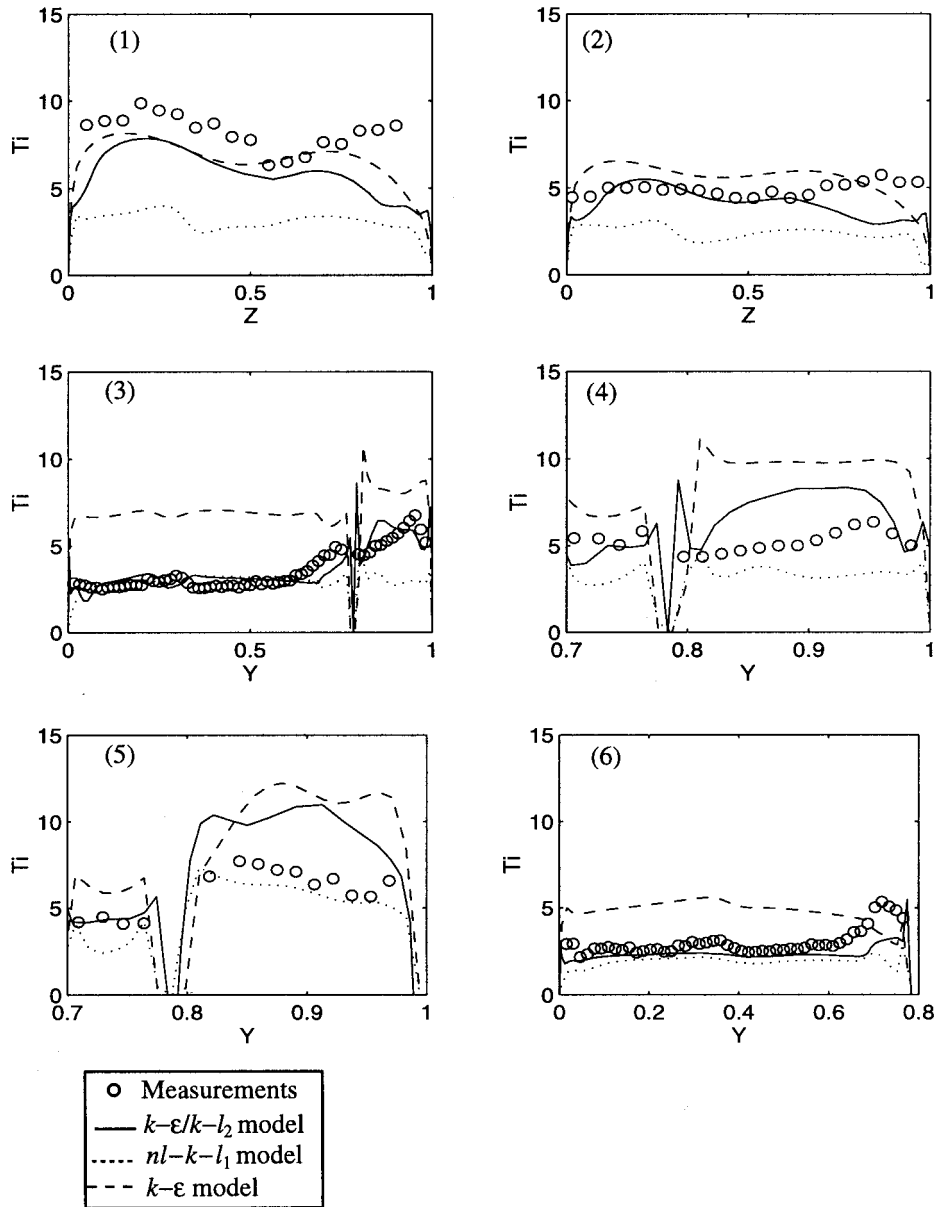 (1)
15
10
5
0
Ti
0 0.5 1
Z
(2)
15
10
5
0
Ti
0 0.5 1
Z
(3)
15
10
5
0
Ti
0 0.5 1
Y
(4)
15
10
5
0
Ti
0.7 0.8 0.9 1
Y
(5)
15
10
5
0
Ti
0.7 0.8 0.9 1
Y
(6)
15
10
5
0
Ti
0 0.2 0.4 0.6 0.8
Y
Measurements
k–ε/k–l₂ model
nl–k–l₁ model
k–ε model